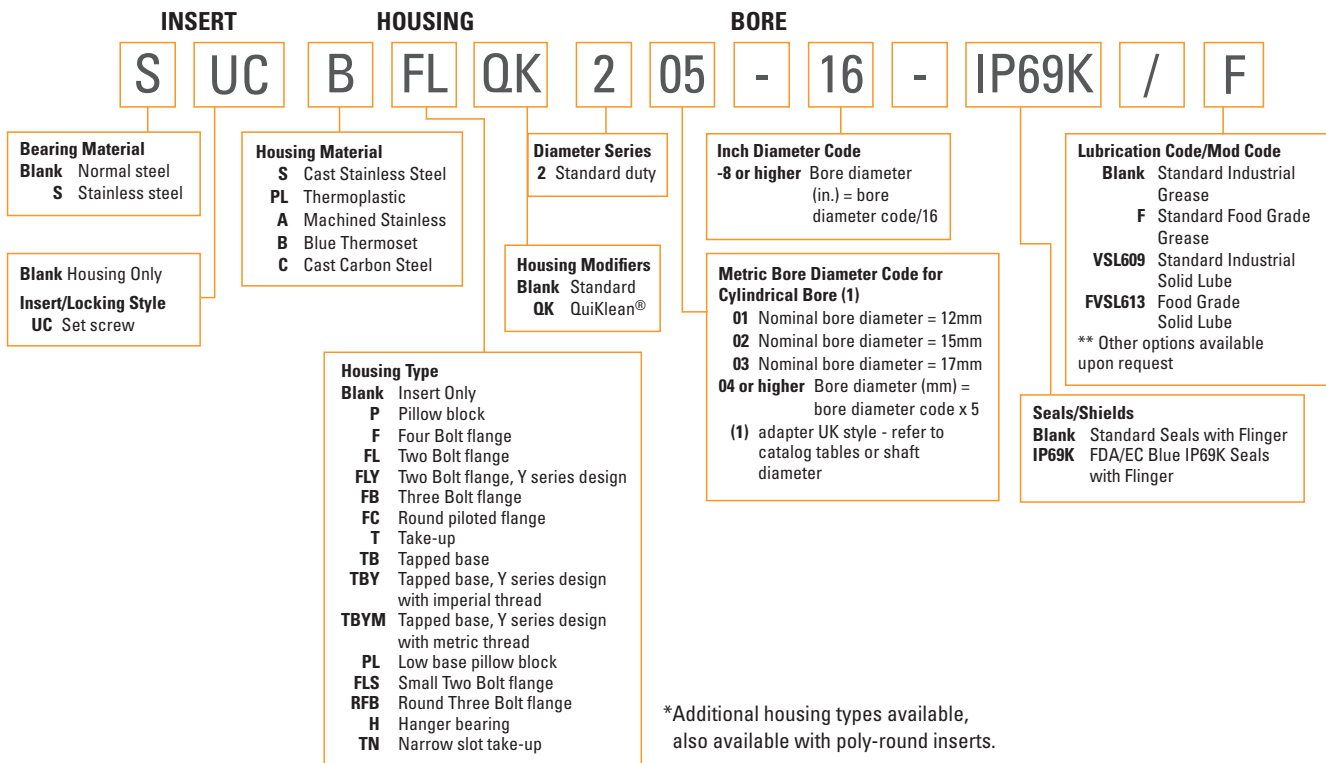 INSERT HOUSING BORE
S UC B FL QK 2 05 - 16 - IP69K / F
Bearing Material
Blank Normal steel
S Stainless steel
Blank Housing Only
Insert/Locking Style
UC Set screw
Housing Material
S Cast Stainless Steel
PL Thermoplastic
A Machined Stainless
B Blue Thermoset
C Cast Carbon Steel
Housing Type
Blank Insert Only
P Pillow block
F Four Bolt flange
FL Two Bolt flange
FLY Two Bolt flange, Y series design
FB Three Bolt flange
FC Round piloted flange
T Take-up
TB Tapped base
TBY Tapped base, Y series design
with imperial thread
TBYM Tapped base, Y series design
with metric thread
PL Low base pillow block
FLS Small Two Bolt flange
RFB Round Three Bolt flange
H Hanger bearing
TN Narrow slot take-up
Housing Modifiers
Blank Standard
QK QuiKlean®
Diameter Series
2 Standard duty
Inch Diameter Code
-8 or higher Bore diameter
(in.) = bore
diameter code/16
Metric Bore Diameter Code for
Cylindrical Bore (1)
01 Nominal bore diameter = 12mm
02 Nominal bore diameter = 15mm
03 Nominal bore diameter = 17mm
04 or higher Bore diameter (mm) =
bore diameter code x 5
(1) adapter UK style - refer to
catalog tables or shaft
diameter
Lubrication Code/Mod Code
Blank Standard Industrial
Grease
F Standard Food Grade
Grease
VSL609 Standard Industrial
Solid Lube
FVSL613 Food Grade
Solid Lube
** Other options available
upon request
Seals/Shields
Blank Standard Seals with Flinger
IP69K FDA/EC Blue IP69K Seals
with Flinger
*Additional housing types available,
also available with poly-round inserts.